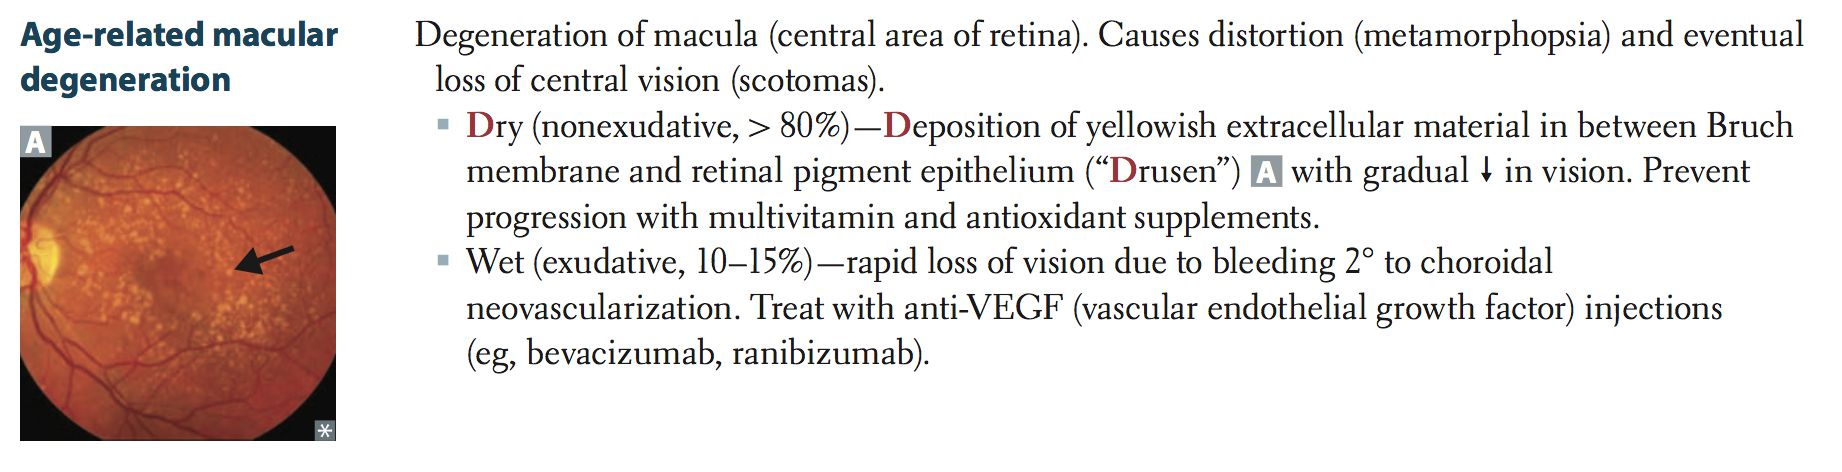 Age-related macular
degeneration
A
*
Degeneration of macula (central area of retina). Causes distortion (metamorphopsia) and eventual
loss of central vision (scotomas).
▪ Dry (nonexudative, > 80%)—Deposition of yellowish extracellular material in between Bruch
membrane and retinal pigment epithelium (“Drusen”) A with gradual ↓ in vision. Prevent
progression with multivitamin and antioxidant supplements.
▪ Wet (exudative, 10–15%)—rapid loss of vision due to bleeding 2° to choroidal
neovascularization. Treat with anti-VEGF (vascular endothelial growth factor) injections
(eg, bevacizumab, ranibizumab).